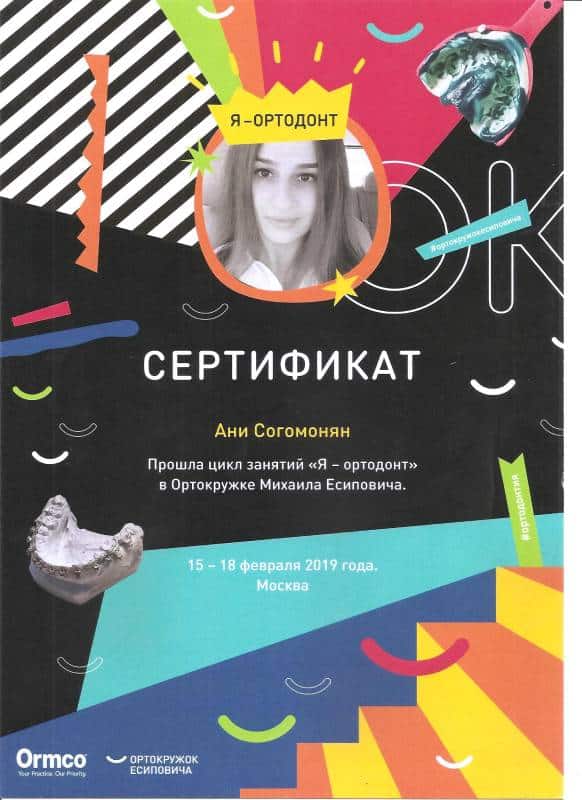 Я – ОРТОДОНТ
ОК
#ортокружокесиповича
СЕРТИФИКАТ
Ани Согомонян
Прошла цикл занятий «Я – ортодонт»
в Ортокружке Михаила Есиповича.
#ортодонтия
15 – 18 февраля 2019 года.
Москва
Ormco
Your Practice. Our Priority.
ОРТОКРУЖОК
ЕСИПОВИЧА